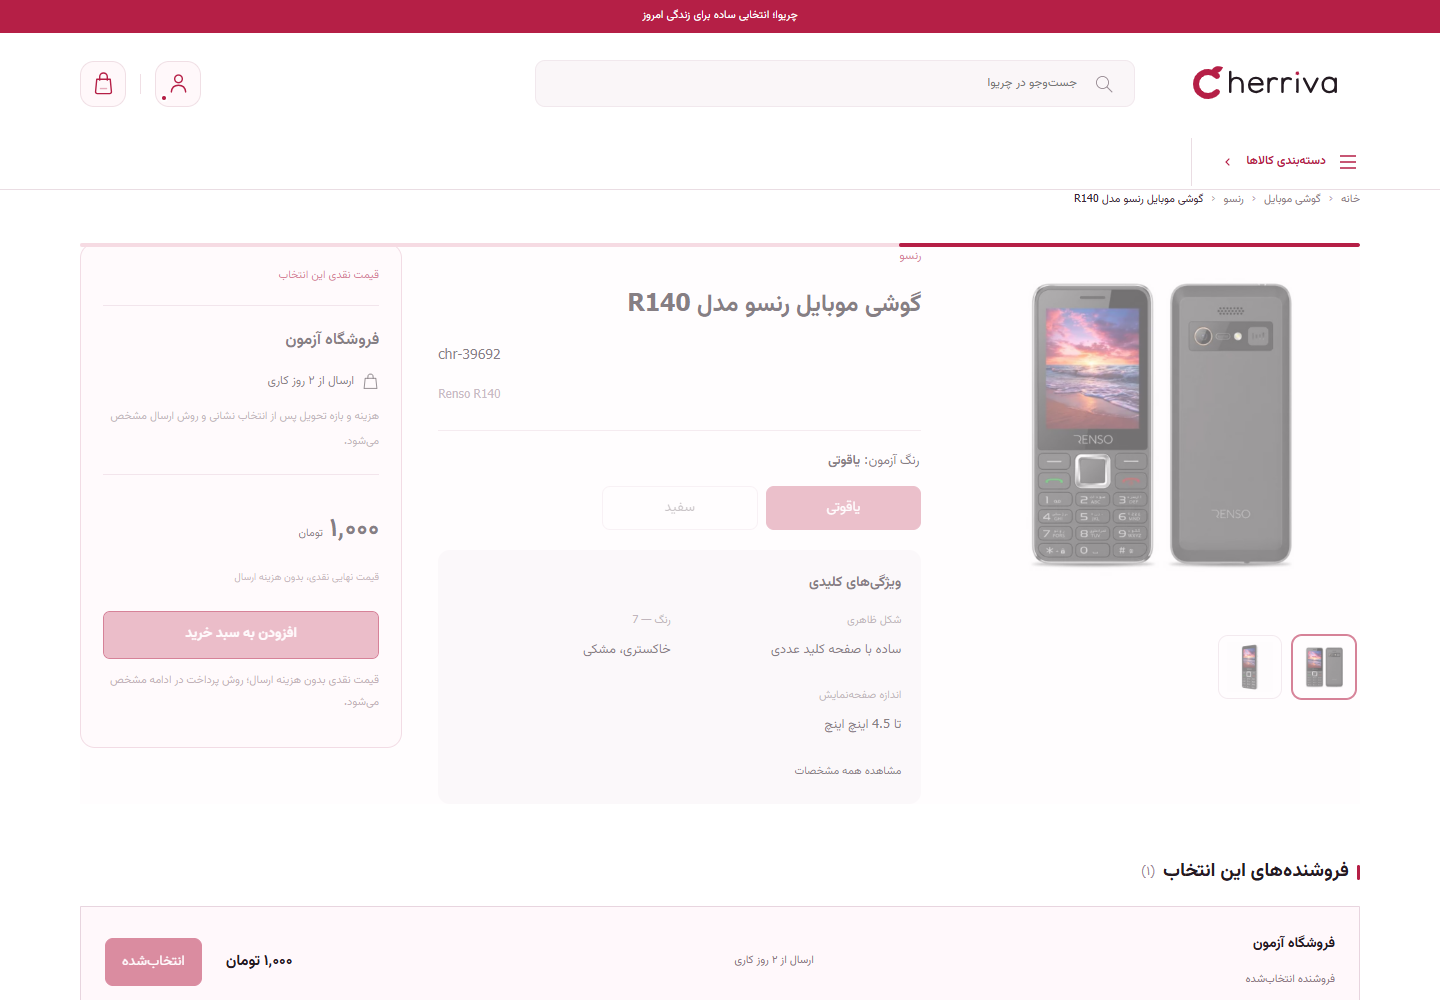 چریوا؛ انتخابی ساده برای زندگی امروز
Cherriva
جست‌وجو در چریوا
دسته‌بندی کالاها
خانه › گوشی موبایل › رنسو › گوشی موبایل رنسو مدل R140
رنسو
گوشی موبایل رنسو مدل R140
chr-39692
Renso R140
رنگ آزمون: یاقوتی
یاقوتی
سفید
ویژگی‌های کلیدی
شکل ظاهری
ساده با صفحه کلید عددی
رنگ — 7
خاکستری، مشکی
اندازه صفحه‌نمایش
تا 4.5 اینچ اینچ
مشاهده همه مشخصات
قیمت نقدی این انتخاب
فروشگاه آزمون
ارسال از ۲ روز کاری
هزینه و بازه تحویل پس از انتخاب نشانی و روش ارسال مشخص
می‌شود.
۱,۰۰۰ تومان
قیمت نهایی نقدی، بدون هزینه ارسال
افزودن به سبد خرید
قیمت نقدی بدون هزینه ارسال؛ روش پرداخت در ادامه مشخص
می‌شود.
RENSO
RENSO
فروشنده‌های این انتخاب (۱)
فروشگاه آزمون
فروشنده انتخاب‌شده
ارسال از ۲ روز کاری
۱,۰۰۰ تومان
انتخاب‌شده